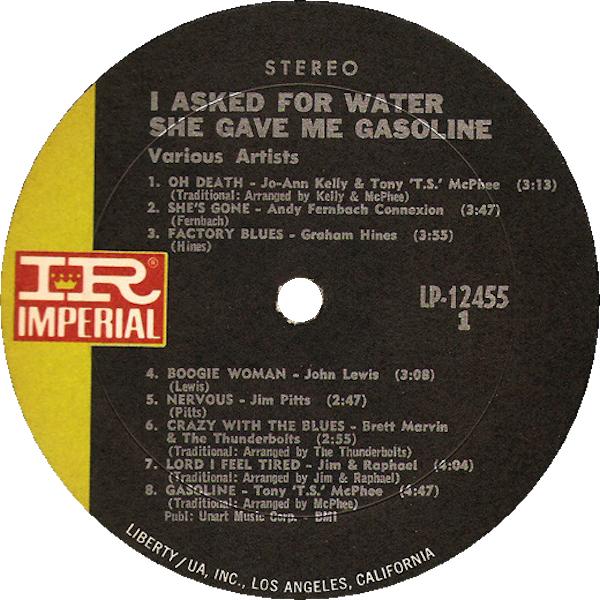 STEREO
I ASKED FOR WATER
SHE GAVE ME GASOLINE
Various Artists
1. OH DEATH - Jo-Ann Kelly & Tony 'T.S.' McPhee (3:13)
(Traditional: Arranged by Kelly & McPhee)
2. SHE'S GONE - Andy Fernbach Connexion (3:47)
(Fernbach)
3. FACTORY BLUES - Graham Hines (3:55)
(Hines)
IR®
IMPERIAL
LP-12455
1
4. BOOGIE WOMAN - John Lewis (3:08)
(Lewis)
5. NERVOUS - Jim Pitts (2:47)
(Pitts)
6. CRAZY WITH THE BLUES - Brett Marvin
& The Thunderbolts (2:55)
(Traditional: Arranged by The Thunderbolts)
7. LORD I FEEL TIRED - Jim & Raphael (4:04)
(Traditional: Arranged by Jim & Raphael)
8. GASOLINE - Tony 'T.S.' McPhee (4:47)
(Traditional: Arranged by McPhee)
Publ: Unart Music Corp. - BMI
LIBERTY/UA, INC., LOS ANGELES, CALIFORNIA